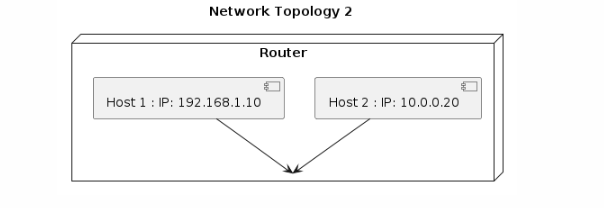 Network Topology 2
Router
Host 1 : IP: 192.168.1.10
Host 2 : IP: 10.0.0.20